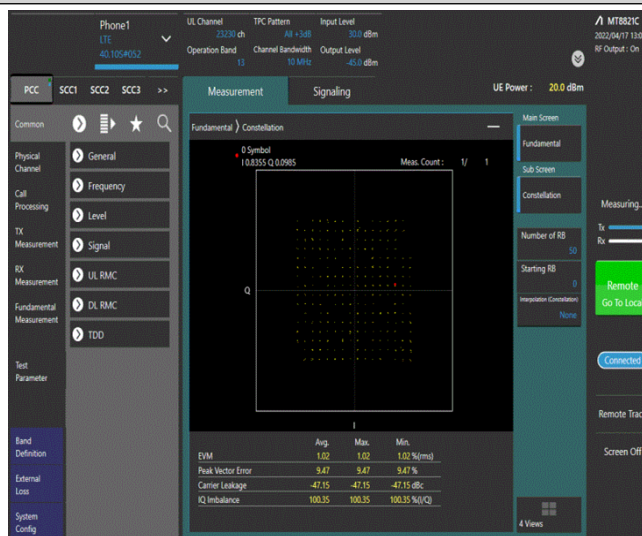 Phone1
LTE
40.105#052
UL Channel TPC Pattern Input Level
23230 ch All +3dB 30.0 dBm
Operation Band Channel Bandwidth Output Level
13 10 MHz -45.0 dBm
MT8821C
2022/04/17 13:0
RF Output : On
PCC SCC1 SCC2 SCC3 >>
Measurement Signaling
UE Power : 20.0 dBm
Common
Physical
Channel
Call
Processing
TX
Measurement
RX
Measurement
Fundamental
Measurement
Test
Parameter
Band
Definition
External
Loss
System
Config
General
Frequency
Level
Signal
UL RMC
DL RMC
TDD
Fundamental 〉 Constellation
0 Symbol
I 0.8355 Q 0.0985 Meas. Count : 1/ 1
Q
I
Avg. Max. Min.
EVM 1.02 1.02 1.02 %(rms)
Peak Vector Error 9.47 9.47 9.47 %
Carrier Leakage -47.15 -47.15 -47.15 dBc
IQ Imbalance 100.35 100.35 100.35 %(I/Q)
Main Screen
Fundamental
Sub Screen
Constellation
Number of RB
50
Starting RB
0
Interpolation (Constellation)
None
4 Views
Measuring..
Tx
Rx
Remote
Go To Local
Connected
Remote Trac
Screen Off